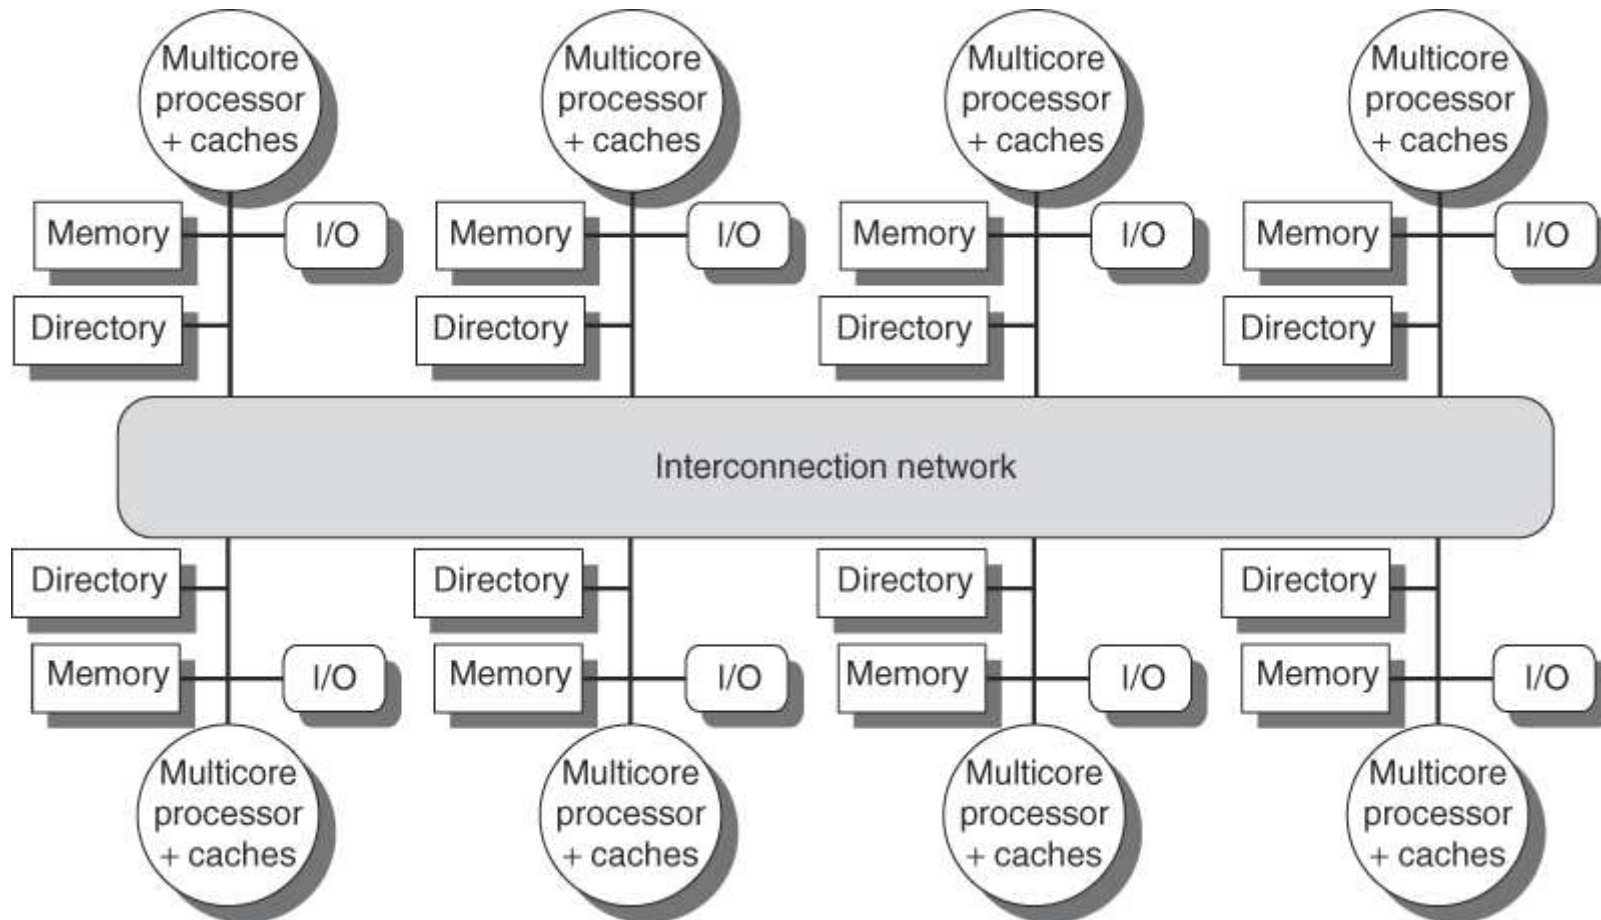 Multicore
processor
+ caches
Multicore
processor
+ caches
Multicore
processor
+ caches
Multicore
processor
+ caches
Memory
I/O
Memory
I/O
Memory
I/O
Memory
I/O
Directory
Directory
Directory
Directory
Interconnection network
Directory
Directory
Directory
Directory
Memory
I/O
Memory
I/O
Memory
I/O
Memory
I/O
Multicore
processor
+ caches
Multicore
processor
+ caches
Multicore
processor
+ caches
Multicore
processor
+ caches